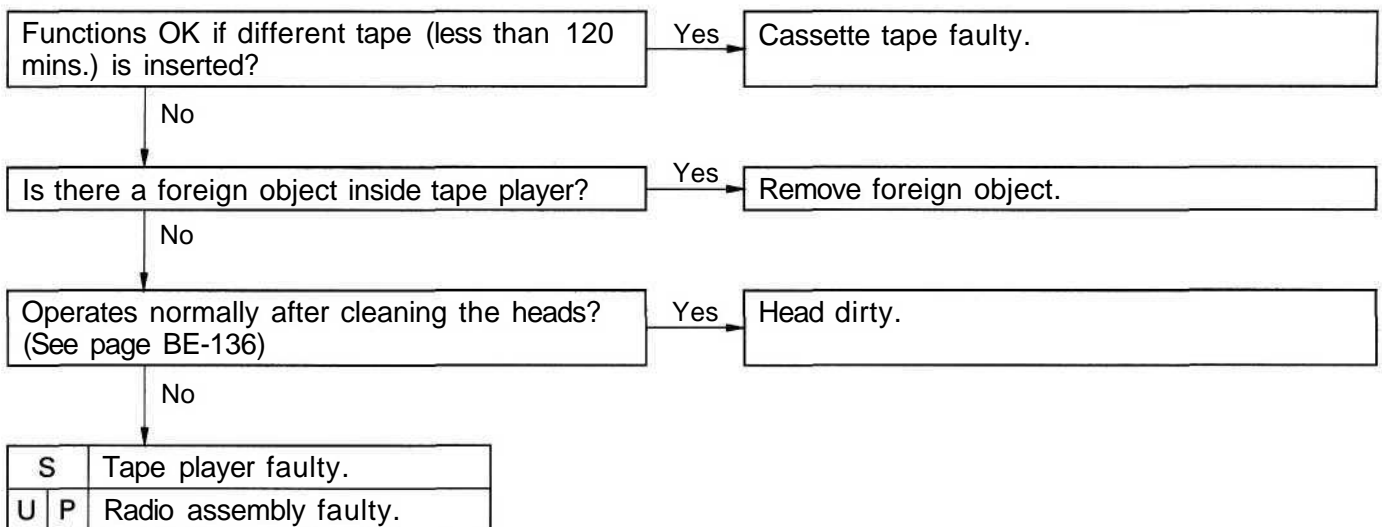 Functions OK if different tape (less than 120
mins.) is inserted?
Yes
Cassette tape faulty.
No
Is there a foreign object inside tape player?
Yes
Remove foreign object.
No
Operates normally after cleaning the heads?
(See page BE-136)
Yes
Head dirty.
No
S Tape player faulty.
U P Radio assembly faulty.